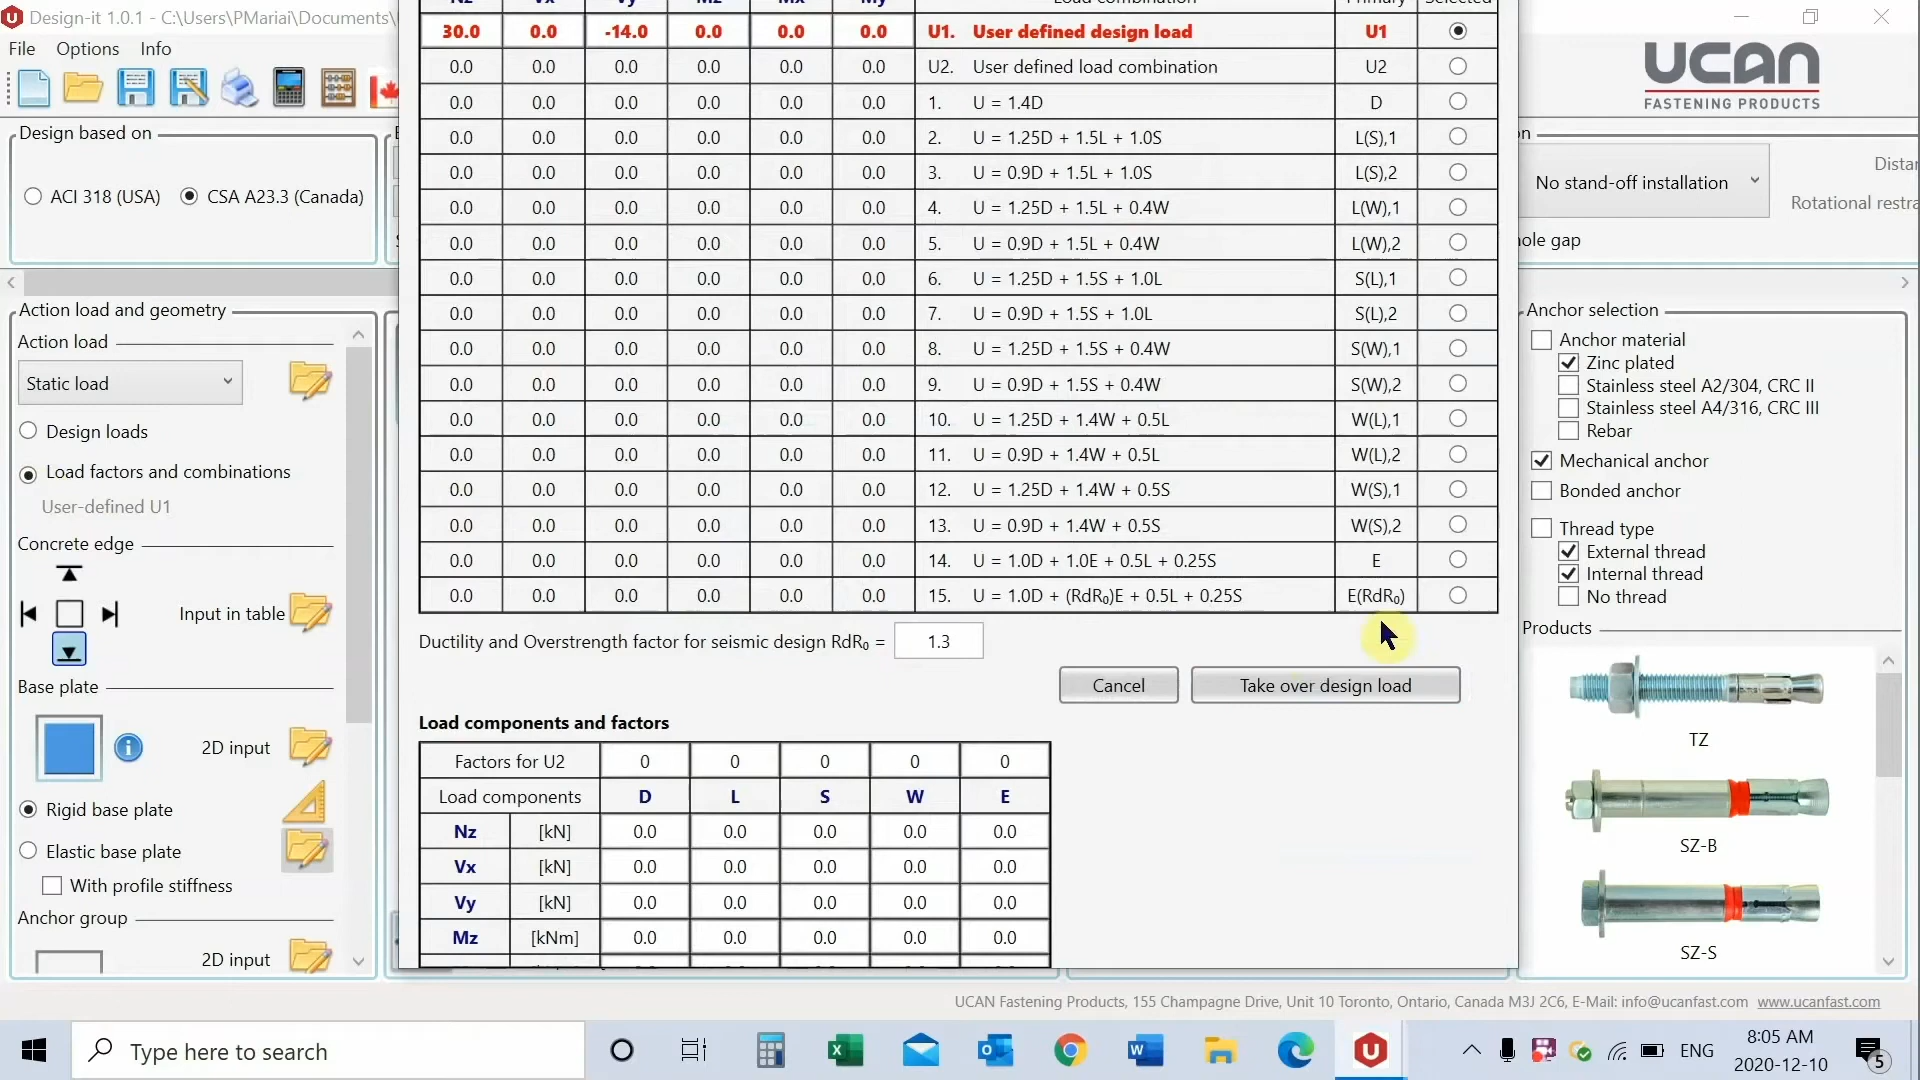 Design-it 1.0.1 - C:\Users\PMariai\Documents\
File Options Info
UCAN
FASTENING PRODUCTS
Design based on
ACI 318 (USA) CSA A23.3 (Canada)
No stand-off installation
Rotational restra
hole gap
Action load and geometry
Action load
Static load
Design loads
Load factors and combinations
User-defined U1
Concrete edge
Input in table
Base plate
2D input
Rigid base plate
Elastic base plate
With profile stiffness
Anchor group
2D input
Nz Vx Vy Mz Mx My Load combination Primary Selected
30.0 0.0 -14.0 0.0 0.0 0.0 U1. User defined design load U1
0.0 0.0 0.0 0.0 0.0 0.0 U2. User defined load combination U2
0.0 0.0 0.0 0.0 0.0 0.0 1. U = 1.4D D
0.0 0.0 0.0 0.0 0.0 0.0 2. U = 1.25D + 1.5L + 1.0S L(S),1
0.0 0.0 0.0 0.0 0.0 0.0 3. U = 0.9D + 1.5L + 1.0S L(S),2
0.0 0.0 0.0 0.0 0.0 0.0 4. U = 1.25D + 1.5L + 0.4W L(W),1
0.0 0.0 0.0 0.0 0.0 0.0 5. U = 0.9D + 1.5L + 0.4W L(W),2
0.0 0.0 0.0 0.0 0.0 0.0 6. U = 1.25D + 1.5S + 1.0L S(L),1
0.0 0.0 0.0 0.0 0.0 0.0 7. U = 0.9D + 1.5S + 1.0L S(L),2
0.0 0.0 0.0 0.0 0.0 0.0 8. U = 1.25D + 1.5S + 0.4W S(W),1
0.0 0.0 0.0 0.0 0.0 0.0 9. U = 0.9D + 1.5S + 0.4W S(W),2
0.0 0.0 0.0 0.0 0.0 0.0 10. U = 1.25D + 1.4W + 0.5L W(L),1
0.0 0.0 0.0 0.0 0.0 0.0 11. U = 0.9D + 1.4W + 0.5L W(L),2
0.0 0.0 0.0 0.0 0.0 0.0 12. U = 1.25D + 1.4W + 0.5S W(S),1
0.0 0.0 0.0 0.0 0.0 0.0 13. U = 0.9D + 1.4W + 0.5S W(S),2
0.0 0.0 0.0 0.0 0.0 0.0 14. U = 1.0D + 1.0E + 0.5L + 0.25S E
0.0 0.0 0.0 0.0 0.0 0.0 15. U = 1.0D + (RdR₀)E + 0.5L + 0.25S E(RdR₀)
Ductility and Overstrength factor for seismic design RdR₀ = 1.3
Cancel Take over design load
Load components and factors
Factors for U2 0 0 0 0 0
Load components D L S W E
Nz [kN] 0.0 0.0 0.0 0.0 0.0
Vx [kN] 0.0 0.0 0.0 0.0 0.0
Vy [kN] 0.0 0.0 0.0 0.0 0.0
Mz [kNm] 0.0 0.0 0.0 0.0 0.0
Anchor selection
Anchor material
Zinc plated
Stainless steel A2/304, CRC II
Stainless steel A4/316, CRC III
Rebar
Mechanical anchor
Bonded anchor
Thread type
External thread
Internal thread
No thread
Products
TZ
SZ-B
SZ-S
UCAN Fastening Products, 155 Champagne Drive, Unit 10 Toronto, Ontario, Canada M3J 2C6, E-Mail: info@ucanfast.com www.ucanfast.com
Type here to search
ENG
8:05 AM
2020-12-10
5